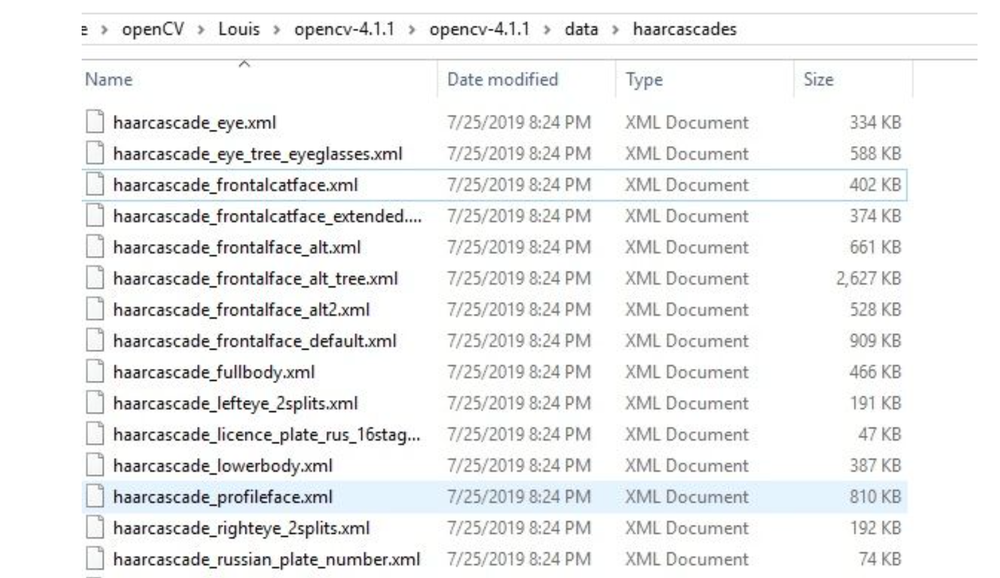 e > openCV > Louis > opencv-4.1.1 > opencv-4.1.1 > data > haarcascades
Name Date modified Type Size
haarcascade_eye.xml 7/25/2019 8:24 PM XML Document 334 KB
haarcascade_eye_tree_eyeglasses.xml 7/25/2019 8:24 PM XML Document 588 KB
haarcascade_frontalcatface.xml 7/25/2019 8:24 PM XML Document 402 KB
haarcascade_frontalcatface_extended.... 7/25/2019 8:24 PM XML Document 374 KB
haarcascade_frontalface_alt.xml 7/25/2019 8:24 PM XML Document 661 KB
haarcascade_frontalface_alt_tree.xml 7/25/2019 8:24 PM XML Document 2,627 KB
haarcascade_frontalface_alt2.xml 7/25/2019 8:24 PM XML Document 528 KB
haarcascade_frontalface_default.xml 7/25/2019 8:24 PM XML Document 909 KB
haarcascade_fullbody.xml 7/25/2019 8:24 PM XML Document 466 KB
haarcascade_lefteye_2splits.xml 7/25/2019 8:24 PM XML Document 191 KB
haarcascade_licence_plate_rus_16stag... 7/25/2019 8:24 PM XML Document 47 KB
haarcascade_lowerbody.xml 7/25/2019 8:24 PM XML Document 387 KB
haarcascade_profileface.xml 7/25/2019 8:24 PM XML Document 810 KB
haarcascade_righteye_2splits.xml 7/25/2019 8:24 PM XML Document 192 KB
haarcascade_russian_plate_number.xml 7/25/2019 8:24 PM XML Document 74 KB